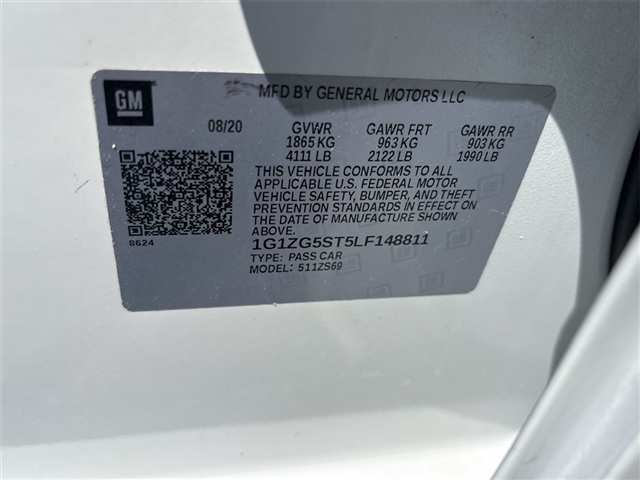 GM
MFD BY GENERAL MOTORS LLC
08/20 GVWR GAWR FRT GAWR RR
1865 KG 963 KG 903 KG
4111 LB 2122 LB 1990 LB
THIS VEHICLE CONFORMS TO ALL
APPLICABLE U.S. FEDERAL MOTOR
VEHICLE SAFETY, BUMPER, AND THEFT
PREVENTION STANDARDS IN EFFECT ON
THE DATE OF MANUFACTURE SHOWN
ABOVE.
8624
1G1ZG5ST5LF148811
TYPE: PASS CAR
MODEL: 511ZS69